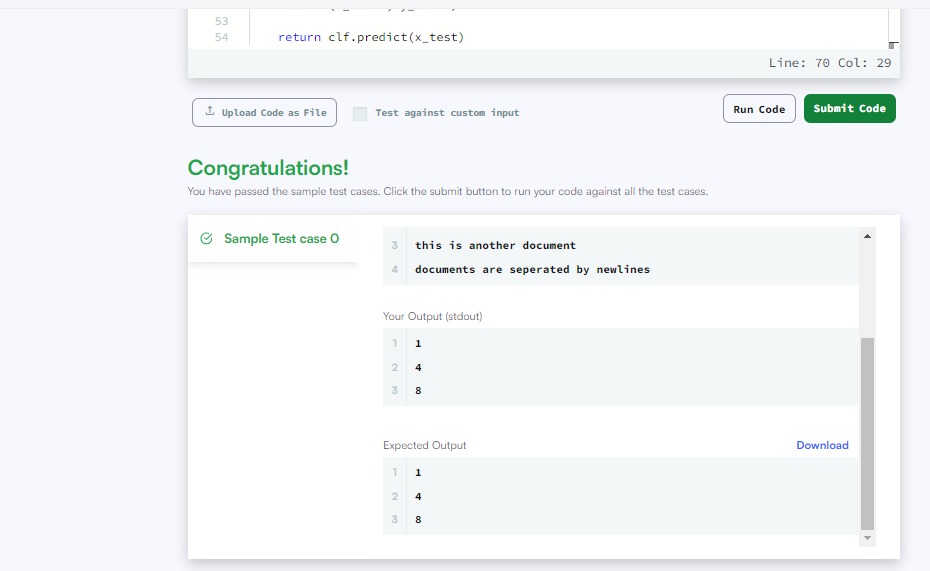 53
54 return clf.predict(x_test)
Line: 70 Col: 29
Upload Code as File Test against custom input Run Code Submit Code
Congratulations!
You have passed the sample test cases. Click the submit button to run your code against all the test cases.
Sample Test case 0
3 this is another document
4 documents are seperated by newlines
Your Output (stdout)
1 1
2 4
3 8
Expected Output Download
1 1
2 4
3 8